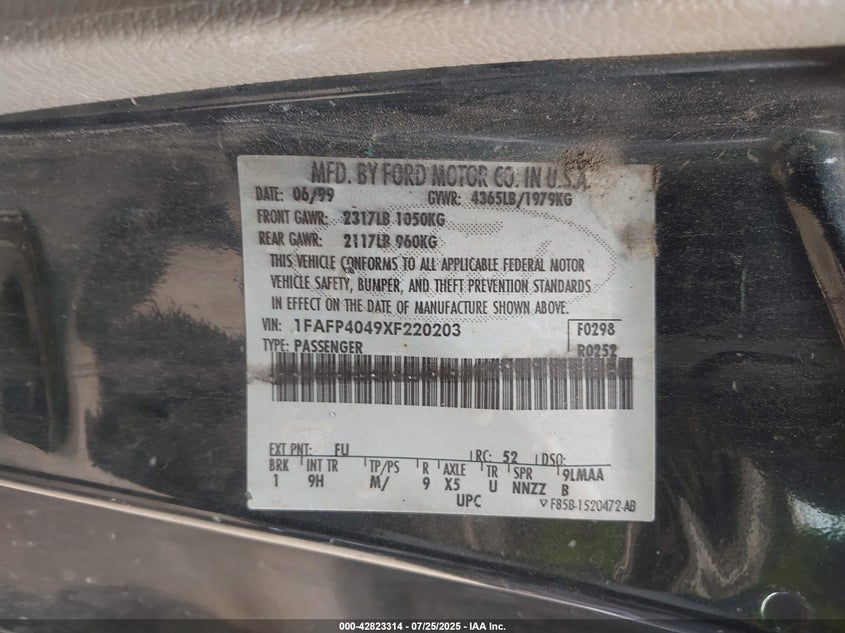 MFD. BY FORD MOTOR CO. IN U.S.A.
DATE: 06/99 GVWR: 4365LB/1979KG
FRONT GAWR: 2317LB 1050KG
REAR GAWR: 2117LB 960KG
THIS VEHICLE CONFORMS TO ALL APPLICABLE FEDERAL MOTOR
VEHICLE SAFETY, BUMPER, AND THEFT PREVENTION STANDARDS
IN EFFECT ON THE DATE OF MANUFACTURE SHOWN ABOVE.
VIN: 1FAFP4049XF220203 F0298
TYPE: PASSENGER R0252
EXT PNT: FU RC: 52 DSO:
BRK INT TR TP/PS R AXLE TR SPR 9LMAA
1 9H M/ 9 X5 U NNZZ B
UPC F85B-1520472-AB
000-42823314 / 07/25/2025 - IAA Inc.